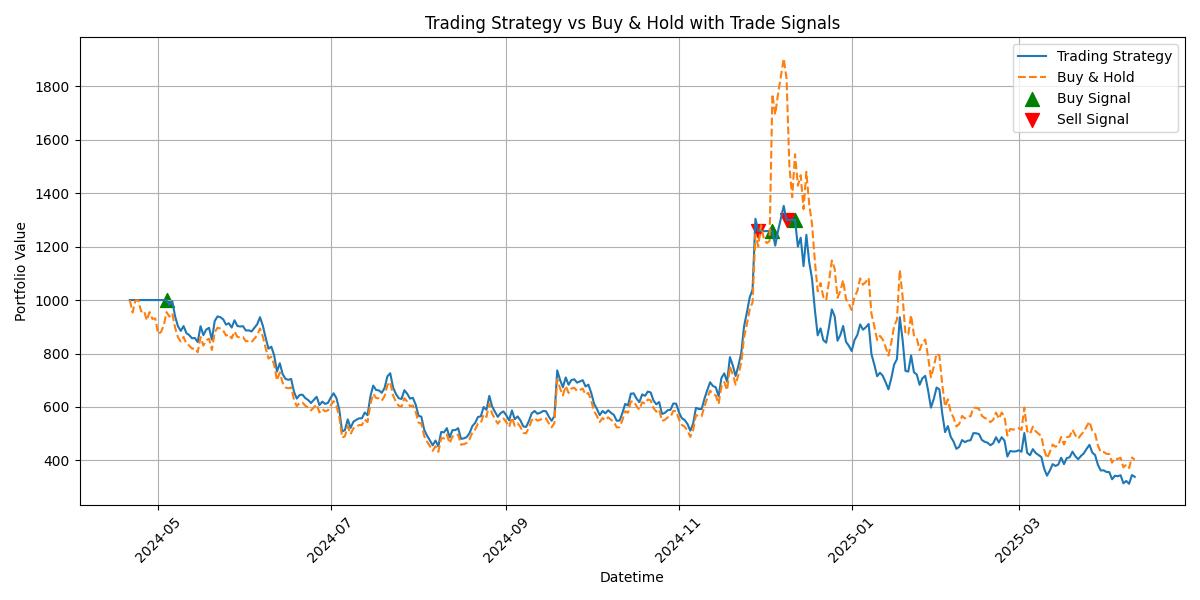 Trading Strategy vs Buy & Hold with Trade Signals
Trading Strategy
Buy & Hold
Buy Signal
Sell Signal
Portfolio Value
1800
1600
1400
1200
1000
800
600
400
2024-05
2024-07
2024-09
2024-11
2025-01
2025-03
Datetime